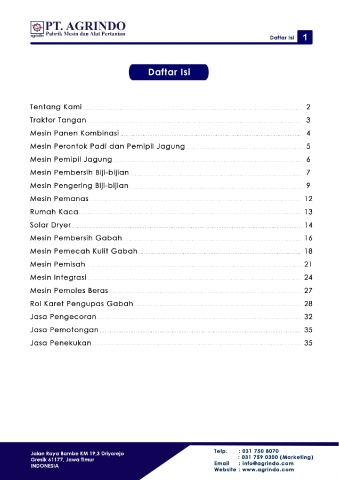 PT. AGRINDO
agrindo Pabrik Mesin dan Alat Pertanian
Daftar Isi 1
Daftar Isi
Tentang Kami 2
Traktor Tangan 3
Mesin Panen Kombinasi 4
Mesin Perontok Padi dan Pemipil Jagung 5
Mesin Pemipil Jagung 6
Mesin Pembersih Biji-bijian 7
Mesin Pengering Biji-bijian 9
Mesin Pemanas 12
Rumah Kaca 13
Solar Dryer 14
Mesin Pembersih Gabah 16
Mesin Pemecah Kulit Gabah 18
Mesin Pemisah 21
Mesin Integrasi 24
Mesin Pemoles Beras 27
Rol Karet Pengupas Gabah 28
Jasa Pengecoran 32
Jasa Pemotongan 35
Jasa Penekukan 35
Jalan Raya Bambe KM 19,3 Driyorejo
Gresik 61177, Jawa Timur
INDONESIA
Telp. : 031 750 8070
: 031 759 0300 (Marketing)
Email : info@agrindo.com
Website : www.agrindo.com